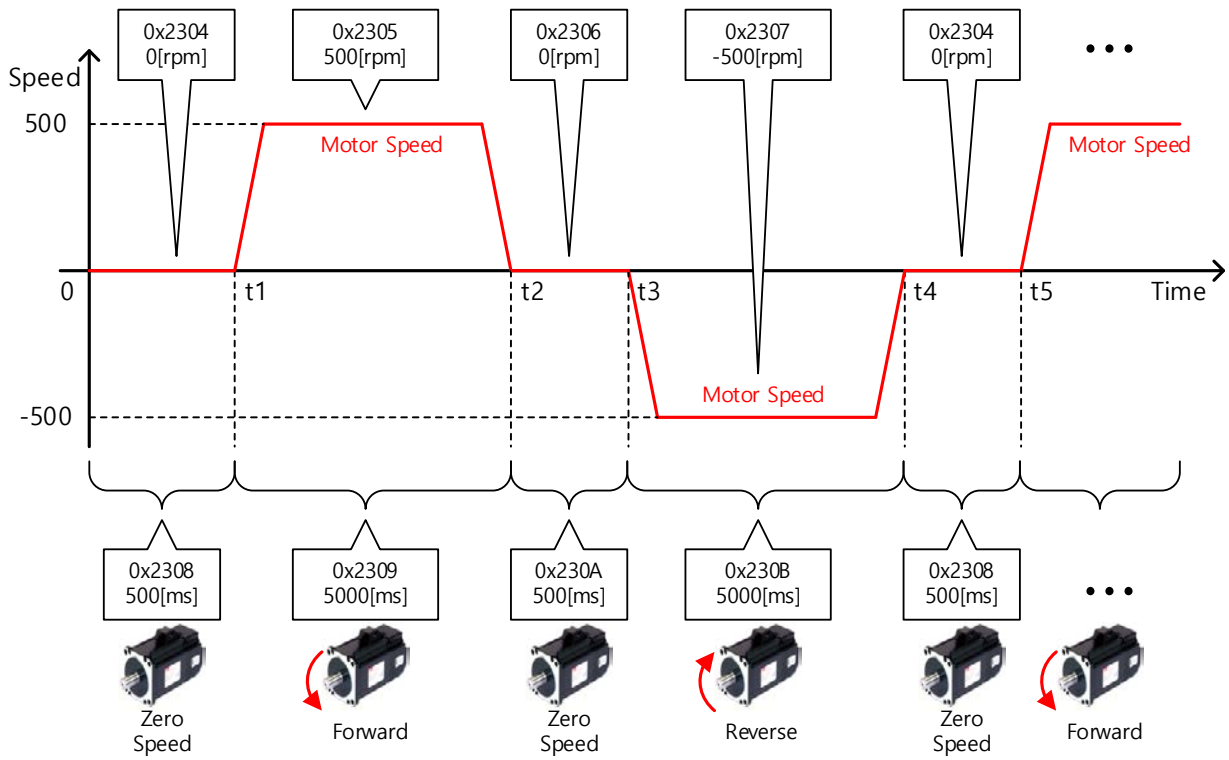 0x2304
0[rpm]
0x2305
500[rpm]
0x2306
0[rpm]
0x2307
-500[rpm]
0x2304
0[rpm]
•••
Speed
500
Motor Speed
Motor Speed
0
t1
t2
t3
t4
t5
Time
-500
Motor Speed
0x2308
500[ms]
0x2309
5000[ms]
0x230A
500[ms]
0x230B
5000[ms]
0x2308
500[ms]
•••
Zero
Speed
Forward
Zero
Speed
Reverse
Zero
Speed
Forward